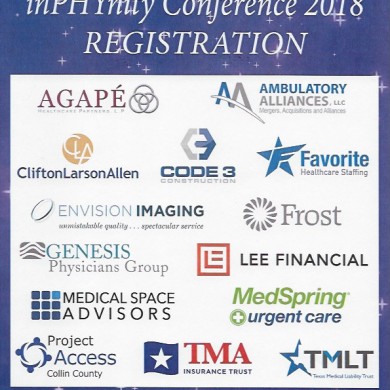 inPHYnity Conference 2018
REGISTRATION
AGAPÉ
HEALTHCARE PARTNERS, L.P.
AMBULATORY
ALLIANCES, LLC
Mergers, Acquisitions and Alliances
CliftonLarsonAllen
CODE 3
CONSTRUCTION
Favorite
Healthcare Staffing
ENVISION IMAGING
unmistakable quality . . . spectacular service
Frost
GENESIS
Physicians Group
LEE FINANCIAL
MEDICAL SPACE
ADVISORS
MedSpring
urgent care
Project
Access
Collin County
TMA
INSURANCE TRUST
TMLT
Texas Medical Liability Trust